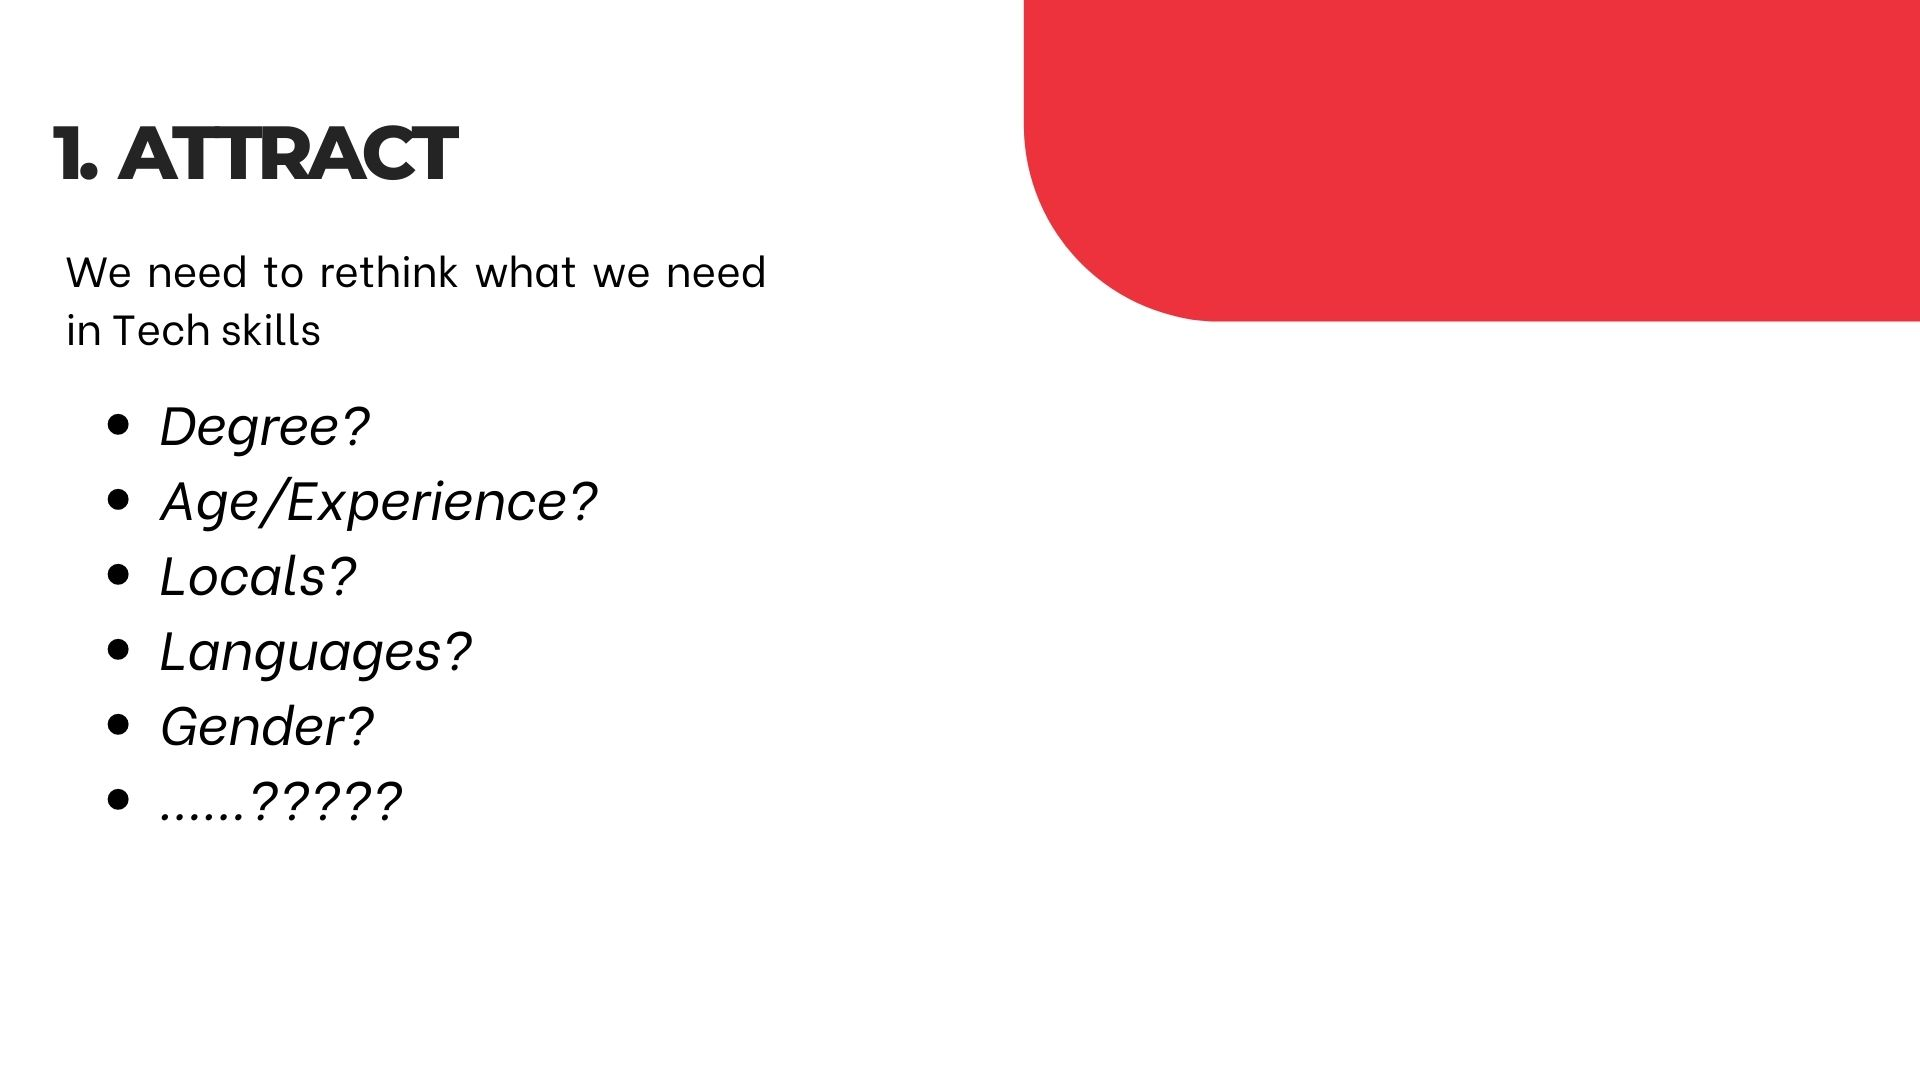 1. ATTRACT
We need to rethink what we need
in Tech skills
• Degree?
• Age/Experience?
• Locals?
• Languages?
• Gender?
• ......?????